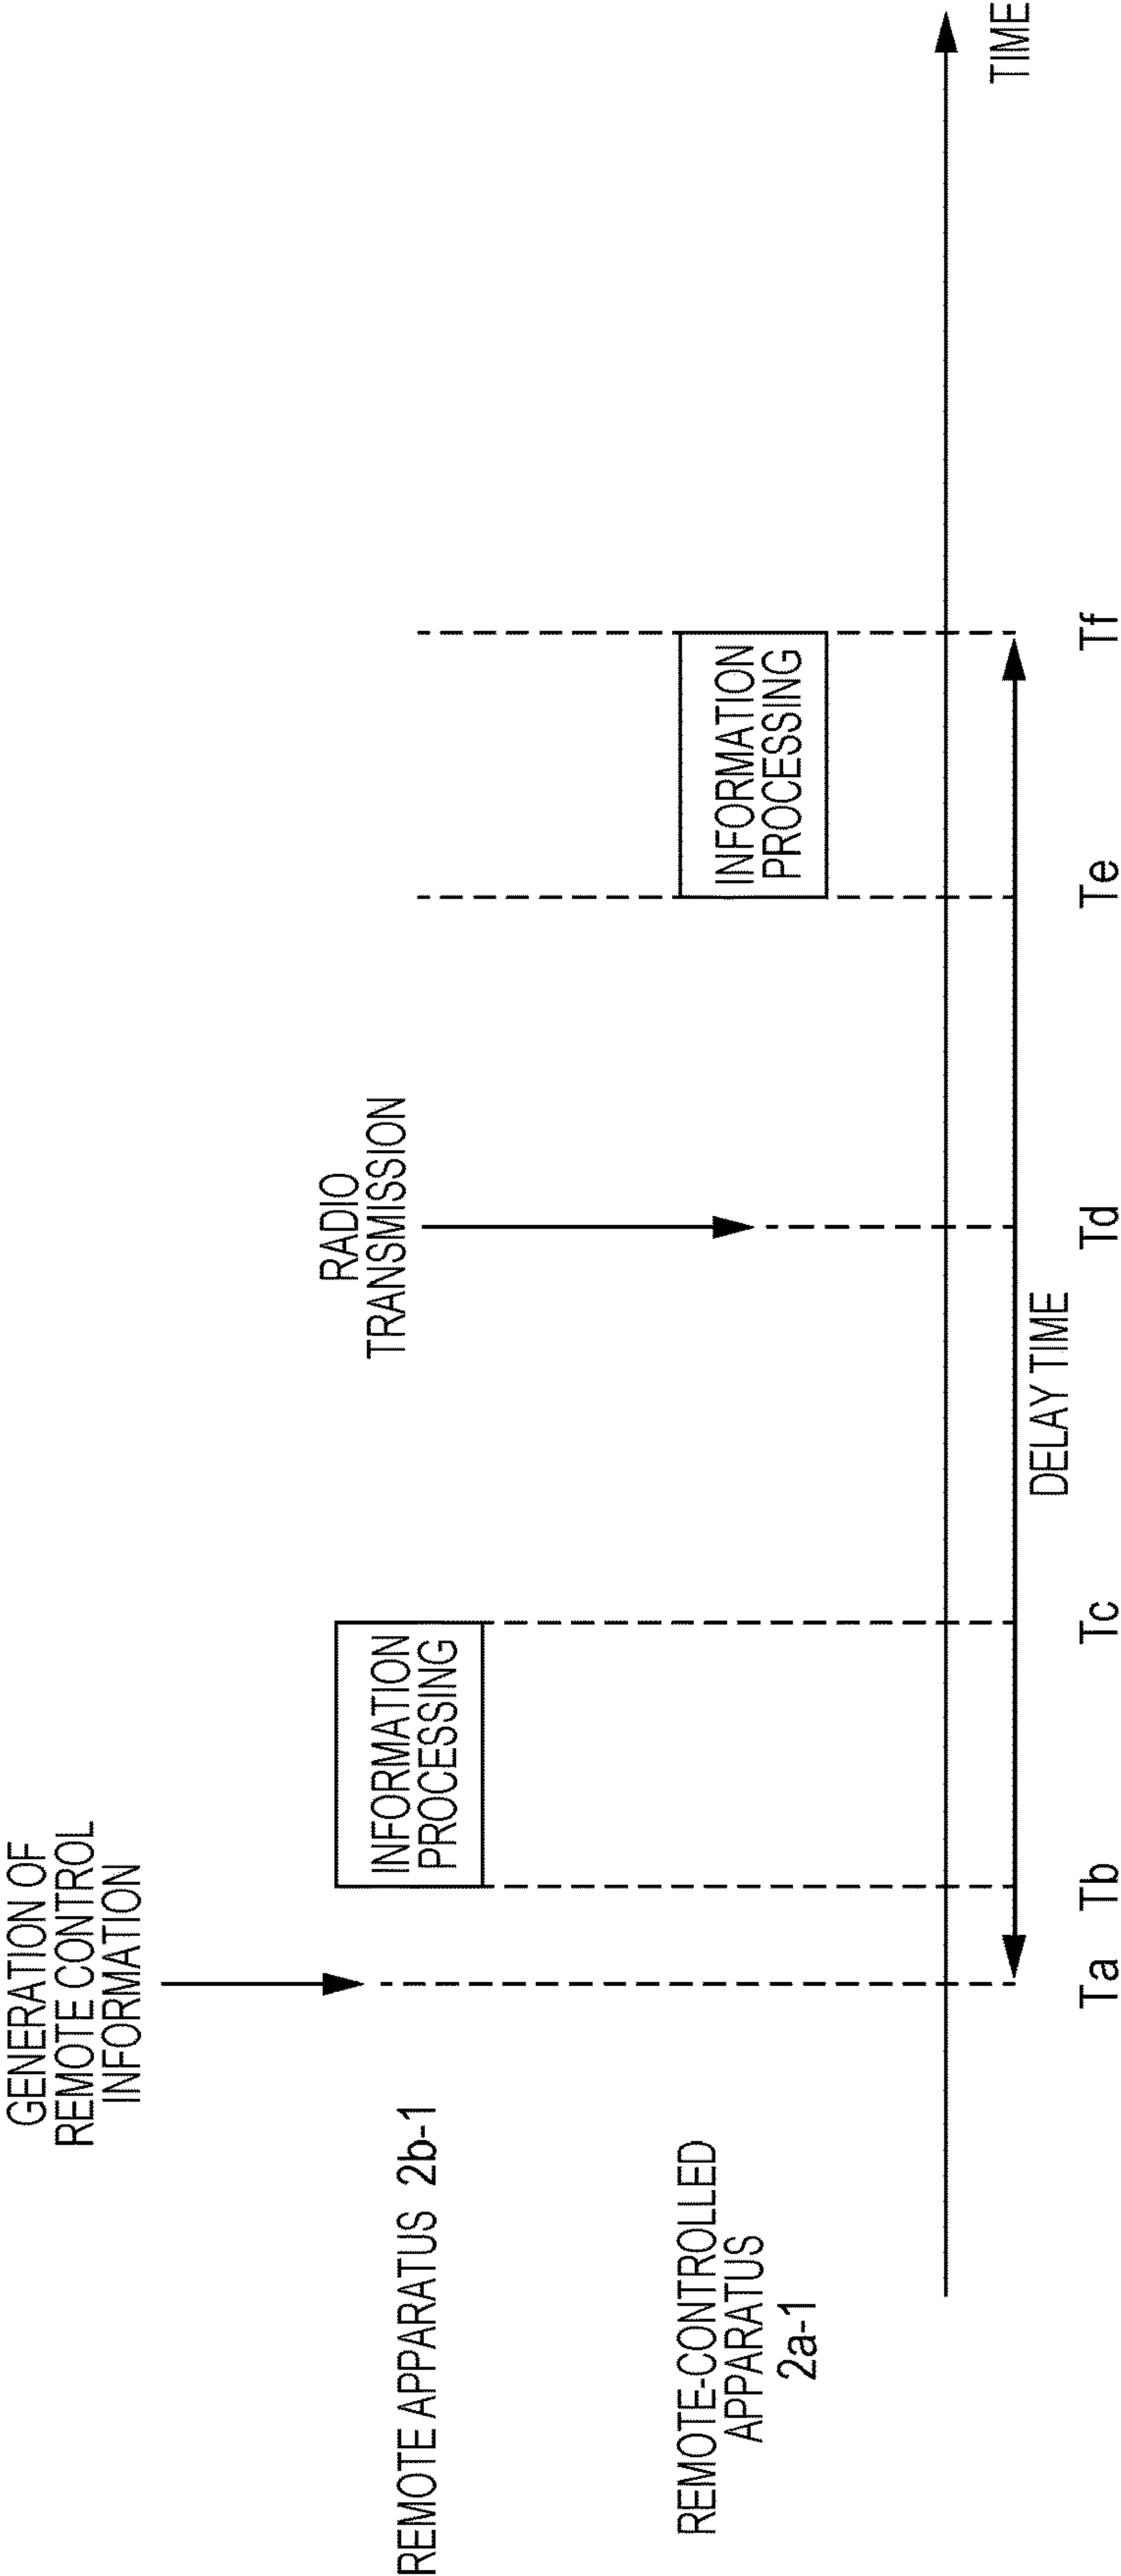 GENERATION OF
REMOTE CONTROL
INFORMATION
REMOTE APPARATUS 2b-1
INFORMATION
PROCESSING
RADIO
TRANSMISSION
REMOTE-CONTROLLED
APPARATUS
2a-1
INFORMATION
PROCESSING
TIME
DELAY TIME
Ta Tb Tc Td Te Tf